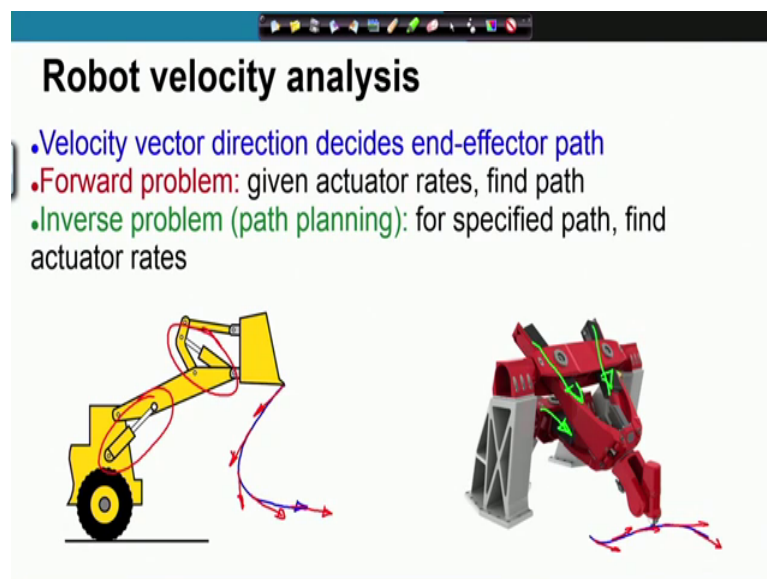 Robot velocity analysis
•Velocity vector direction decides end-effector path
•Forward problem: given actuator rates, find path
•Inverse problem (path planning): for specified path, find
actuator rates